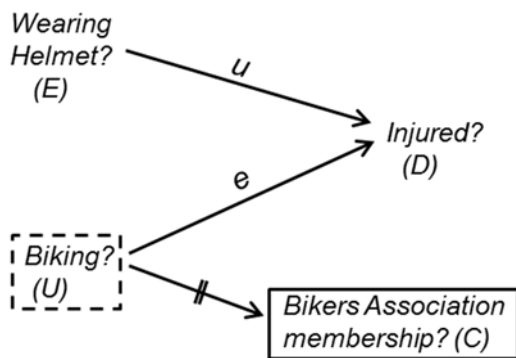 Wearing
Helmet?
(E)
u
Injured?
(D)
e
Biking?
(U)
Bikers Association
membership? (C)